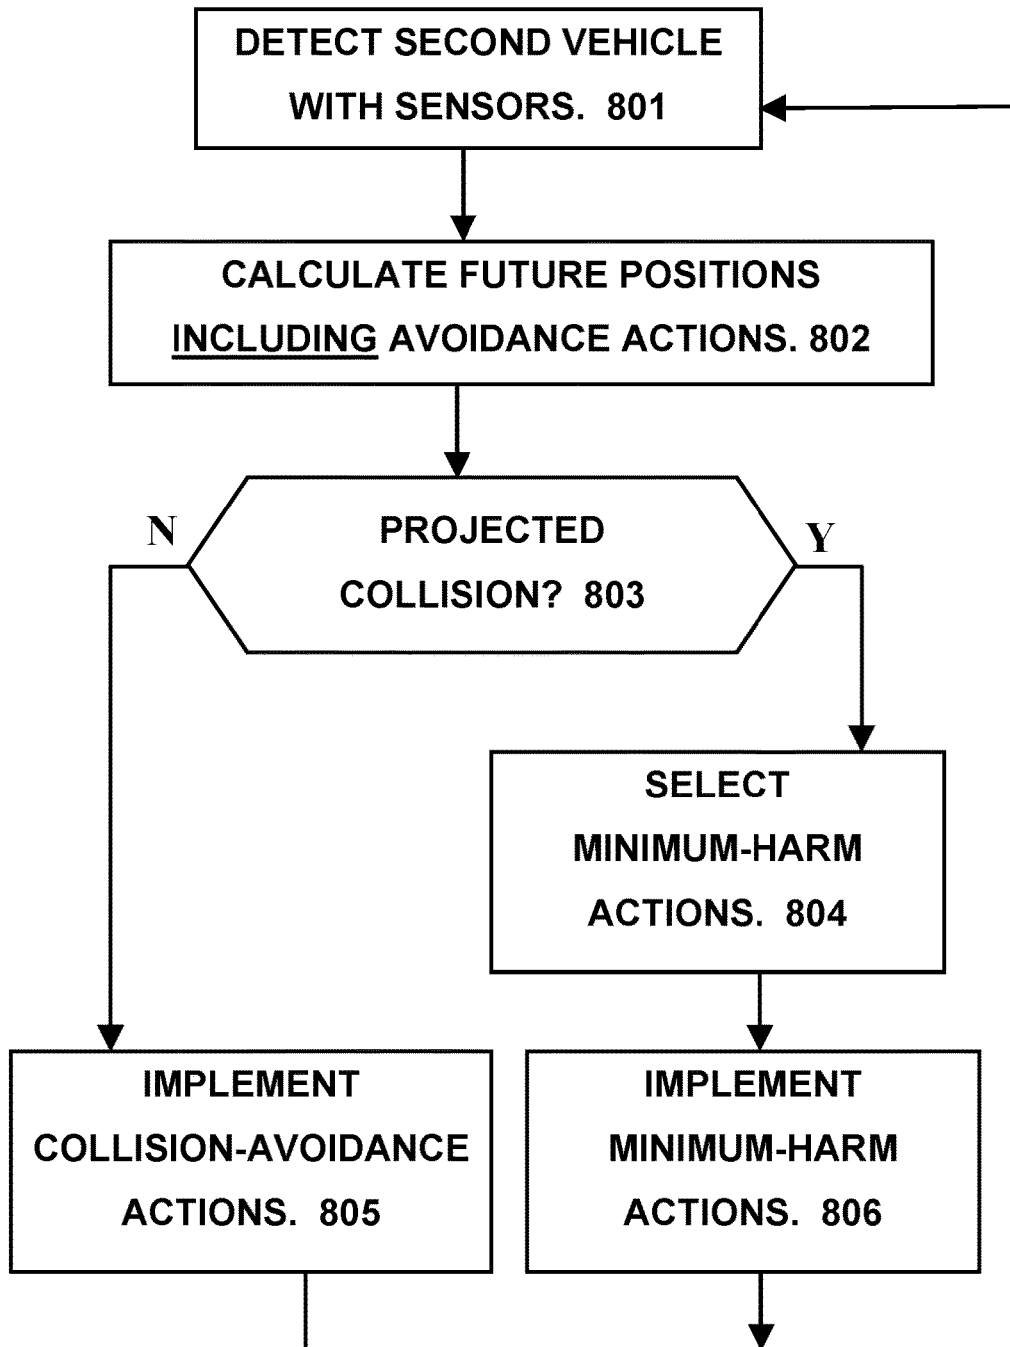 DETECT SECOND VEHICLE
WITH SENSORS. 801
CALCULATE FUTURE POSITIONS
INCLUDING AVOIDANCE ACTIONS. 802
N
PROJECTED
COLLISION? 803
Y
SELECT
MINIMUM-HARM
ACTIONS. 804
IMPLEMENT
COLLISION-AVOIDANCE
ACTIONS. 805
IMPLEMENT
MINIMUM-HARM
ACTIONS. 806